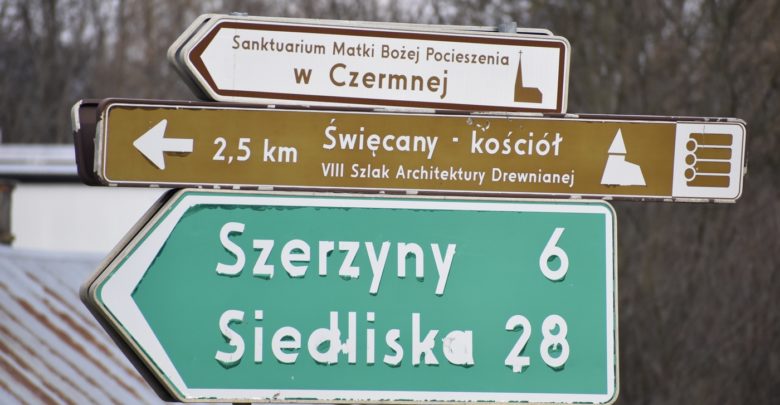 Sanktuarium Matki Bożej Pocieszenia
w Czermnej
2,5 km Święcany - kościół
VIII Szlak Architektury Drewnianej
Szerzyny 6
Siedliska 28